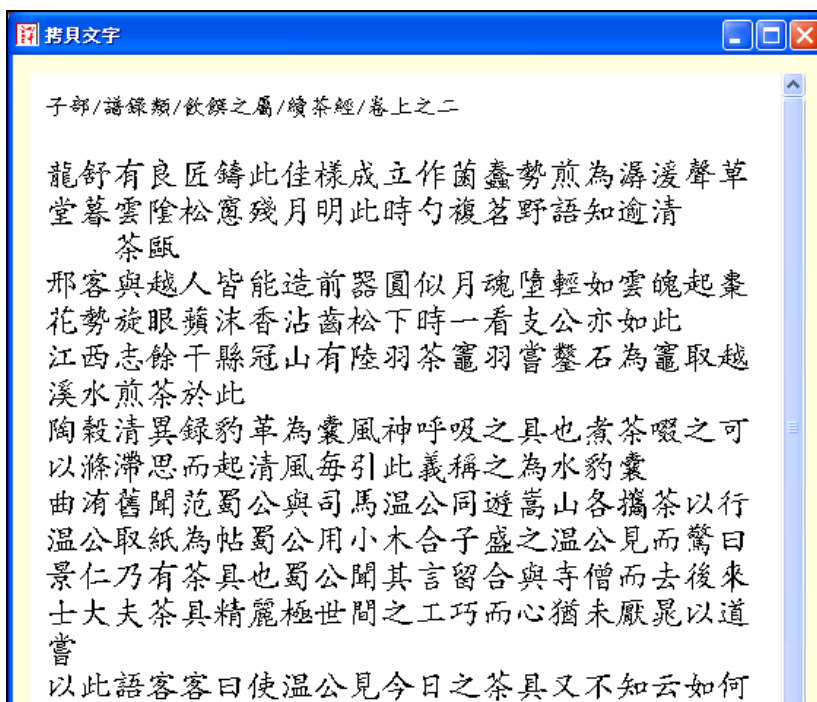 拷貝文字
子部/譜錄類/飲饌之屬/續茶經/卷上之二
龍舒有良匠鑄此佳樣成立作菌蠢勢煎為潺湲聲草
堂暮雲陰松窻殘月明此時勺複茗野語知逾清
茶甌
邢客與越人皆能造前器圓似月魂墮輕如雲魄起棗
花勢旋眼蘋沫香沾齒松下時一看支公亦如此
江西志餘干縣冠山有陸羽茶竈羽嘗鑿石為竈取越
溪水煎茶於此
陶穀清異録豹革為囊風神呼吸之具也煮茶啜之可
以滌滯思而起清風毎引此義稱之為水豹囊
曲洧舊聞范蜀公與司馬温公同遊嵩山各攜茶以行
温公取紙為帖蜀公用小木合子盛之温公見而驚曰
景仁乃有茶具也蜀公聞其言留合與寺僧而去後來
士大夫茶具精麗極世間之工巧而心猶未厭晁以道
嘗
以此語客客曰使温公見今日之茶具又不知云如何